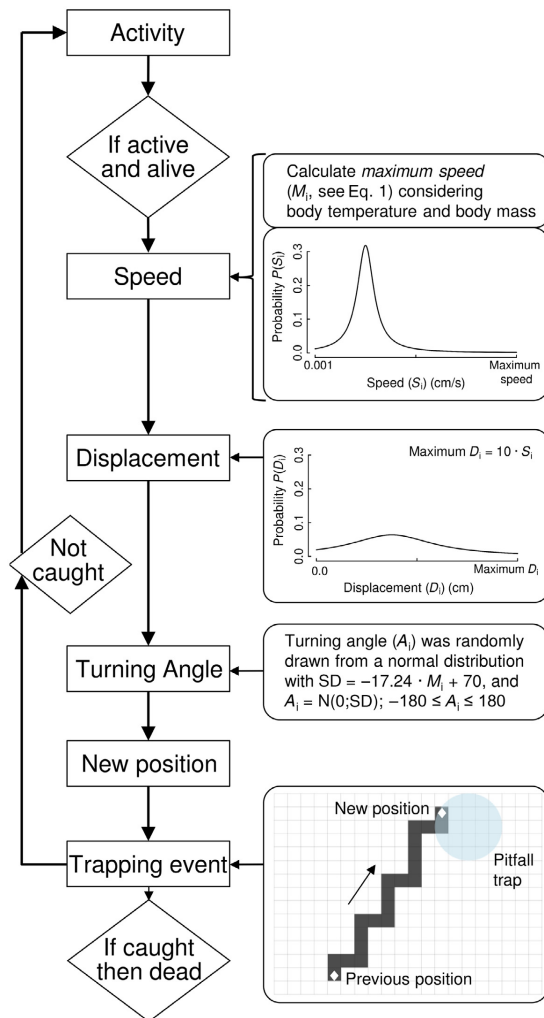 Activity
If active
and alive
Calculate maximum speed
(Mi, see Eq. 1) considering
body temperature and body mass
Speed
Probability P(Si)
0.3
0.2
0.1
0.0
0.001
Maximum
speed
Speed (Si) (cm/s)
Displacement
Maximum Di = 10 · Si
Probability P(Di)
0.3
0.2
0.1
0.0
0.0
Maximum Di
Displacement (Di) (cm)
Not
caught
Turning Angle
Turning angle (Ai) was randomly
drawn from a normal distribution
with SD = −17.24 · Mi + 70, and
Ai = N(0;SD); −180 ≤ Ai ≤ 180
New position
Trapping event
New position
Pitfall
trap
Previous position
If caught
then dead